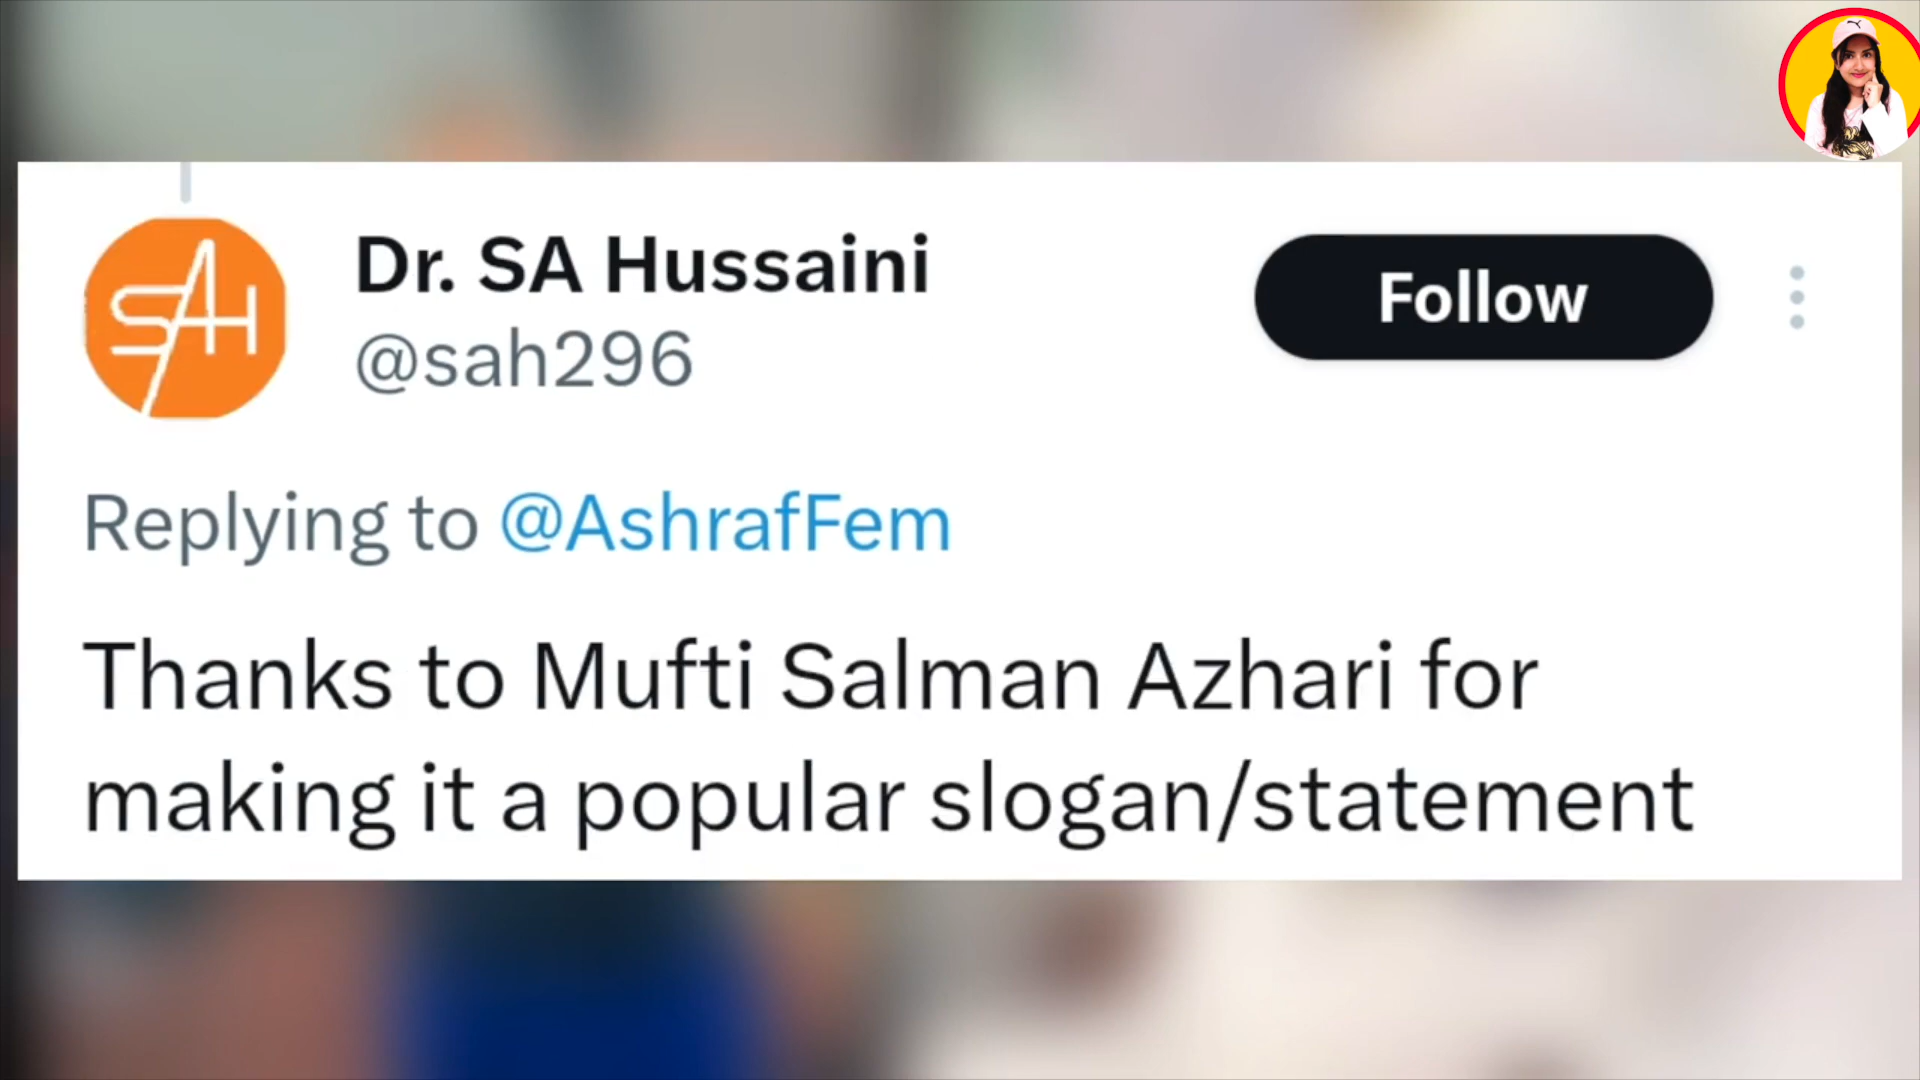 SAH
Dr. SA Hussaini
Follow
@sah296
Replying to @AshrafFem
Thanks to Mufti Salman Azhari for
making it a popular slogan/statement